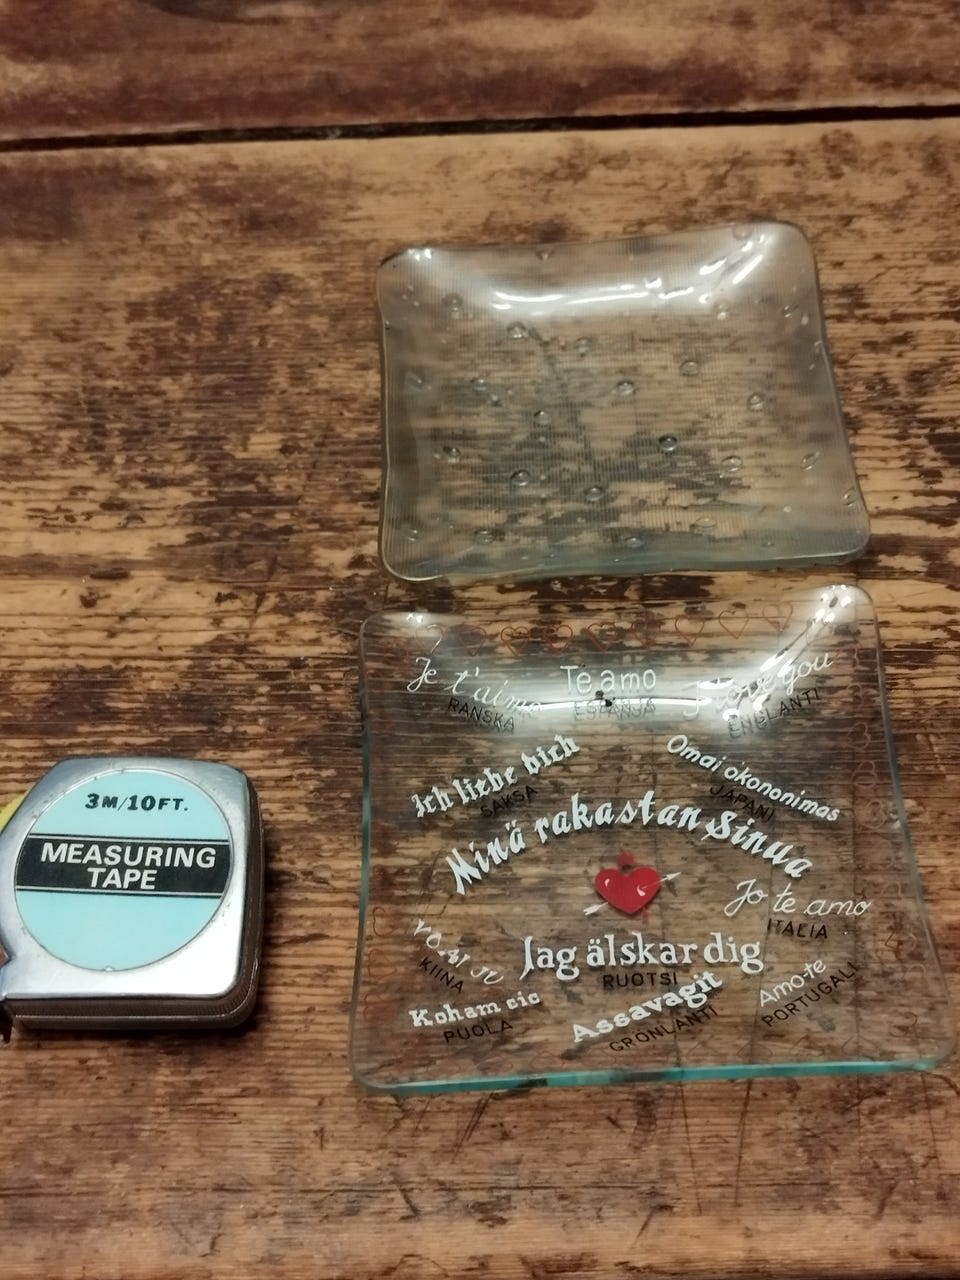 Je t'aime
RANSKA
Te amo
ESPANJA
I love you
ENGLANTI
Ich liebe dich
SAKSA
Omai okononimas
JAPANI
Minä rakastan Sinua
Jo te amo
ITALIA
KIINA
Jag älskar dig
RUOTSI
Koham cie
PUOLA
Assavagit
GRÖNLANTI
Amo-te
PORTUGALI
3M/10FT.
MEASURING
TAPE